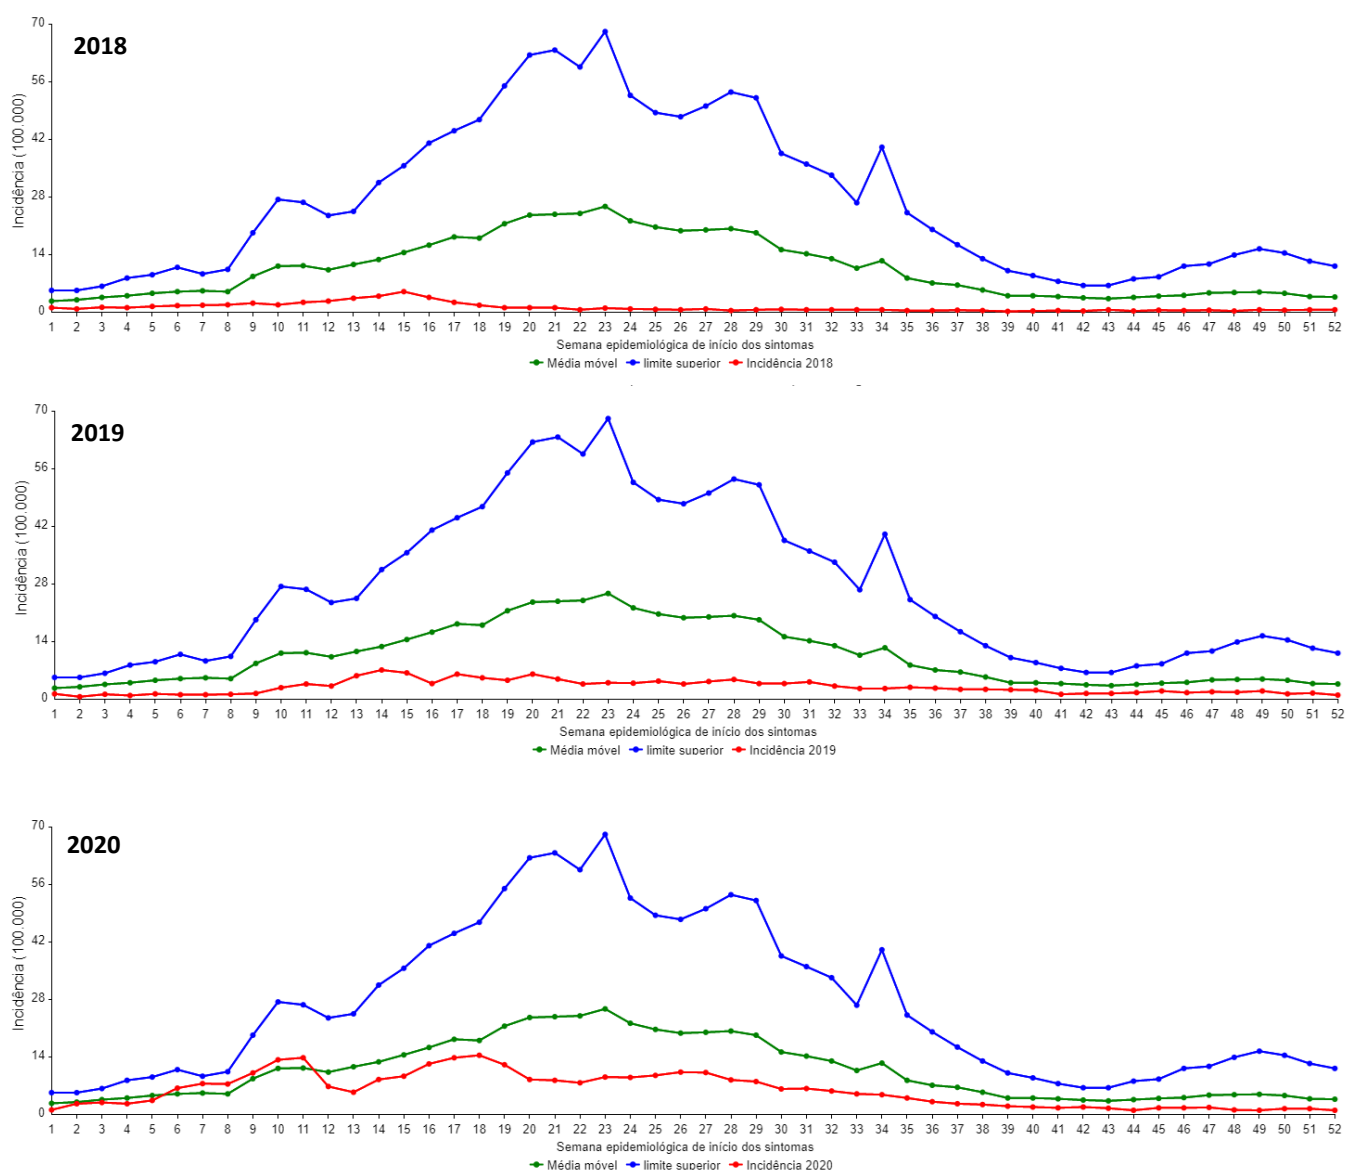 70
2018
56
42
28
14
0
Incidência (100.000)
1 2 3 4 5 6 7 8 9 10 11 12 13 14 15 16 17 18 19 20 21 22 23 24 25 26 27 28 29 30 31 32 33 34 35 36 37 38 39 40 41 42 43 44 45 46 47 48 49 50 51 52
Semana epidemiológica de início dos sintomas
Média móvel limite superior Incidência 2018
70
2019
56
42
28
14
0
Incidência (100.000)
1 2 3 4 5 6 7 8 9 10 11 12 13 14 15 16 17 18 19 20 21 22 23 24 25 26 27 28 29 30 31 32 33 34 35 36 37 38 39 40 41 42 43 44 45 46 47 48 49 50 51 52
Semana epidemiológica de início dos sintomas
Média móvel limite superior Incidência 2019
70
2020
56
42
28
14
0
Incidência (100.000)
1 2 3 4 5 6 7 8 9 10 11 12 13 14 15 16 17 18 19 20 21 22 23 24 25 26 27 28 29 30 31 32 33 34 35 36 37 38 39 40 41 42 43 44 45 46 47 48 49 50 51 52
Semana epidemiológica de início dos sintomas
Média móvel limite superior Incidência 2020